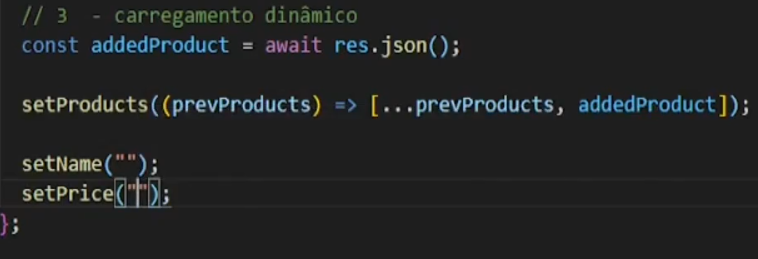 // 3  - carregamento dinâmico
const addedProduct = await res.json();
setProducts((prevProducts) => [...prevProducts, addedProduct]);
setName("");
setPrice("");
};